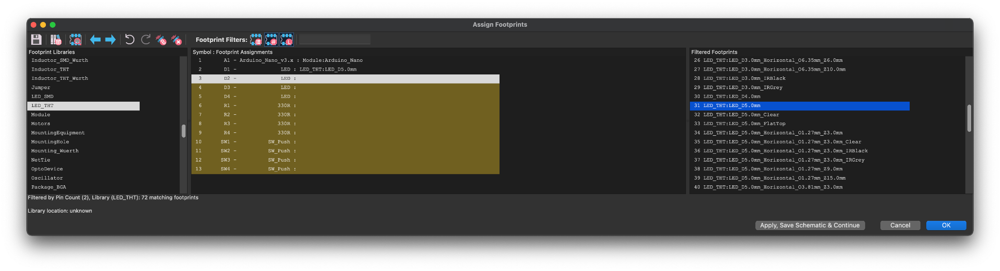 Assign Footprints
Footprint Filters:
Footprint Libraries
Inductor_SMD_Wurth
Inductor_THT
Inductor_THT_Wurth
Jumper
LED_SMD
LED_THT
Module
Motors
MountingEquipment
MountingHole
Mounting_Wuerth
NetTie
OptoDevice
Oscillator
Package_BGA
Symbol : Footprint Assignments
1 A1 - Arduino_Nano_v3.x : Module:Arduino_Nano
2 D1 - LED : LED_THT:LED_D5.0mm
3 D2 - LED :
4 D3 - LED :
5 D4 - LED :
6 R1 - 330R :
7 R2 - 330R :
8 R3 - 330R :
9 R4 - 330R :
10 SW1 - SW_Push :
11 SW2 - SW_Push :
12 SW3 - SW_Push :
13 SW4 - SW_Push :
Filtered Footprints
26 LED_THT:LED_D3.0mm_Horizontal_O6.35mm_Z6.0mm
27 LED_THT:LED_D3.0mm_Horizontal_O6.35mm_Z10.0mm
28 LED_THT:LED_D3.0mm_IRBlack
29 LED_THT:LED_D3.0mm_IRGrey
30 LED_THT:LED_D4.0mm
31 LED_THT:LED_D5.0mm
32 LED_THT:LED_D5.0mm_Clear
33 LED_THT:LED_D5.0mm_FlatTop
34 LED_THT:LED_D5.0mm_Horizontal_O1.27mm_Z3.0mm
35 LED_THT:LED_D5.0mm_Horizontal_O1.27mm_Z3.0mm_Clear
36 LED_THT:LED_D5.0mm_Horizontal_O1.27mm_Z3.0mm_IRBlack
37 LED_THT:LED_D5.0mm_Horizontal_O1.27mm_Z3.0mm_IRGrey
38 LED_THT:LED_D5.0mm_Horizontal_O1.27mm_Z9.0mm
39 LED_THT:LED_D5.0mm_Horizontal_O1.27mm_Z15.0mm
40 LED_THT:LED_D5.0mm_Horizontal_O3.81mm_Z3.0mm
Filtered by Pin Count (2), Library (LED_THT): 72 matching footprints
Library location: unknown
Apply, Save Schematic & Continue
Cancel
OK